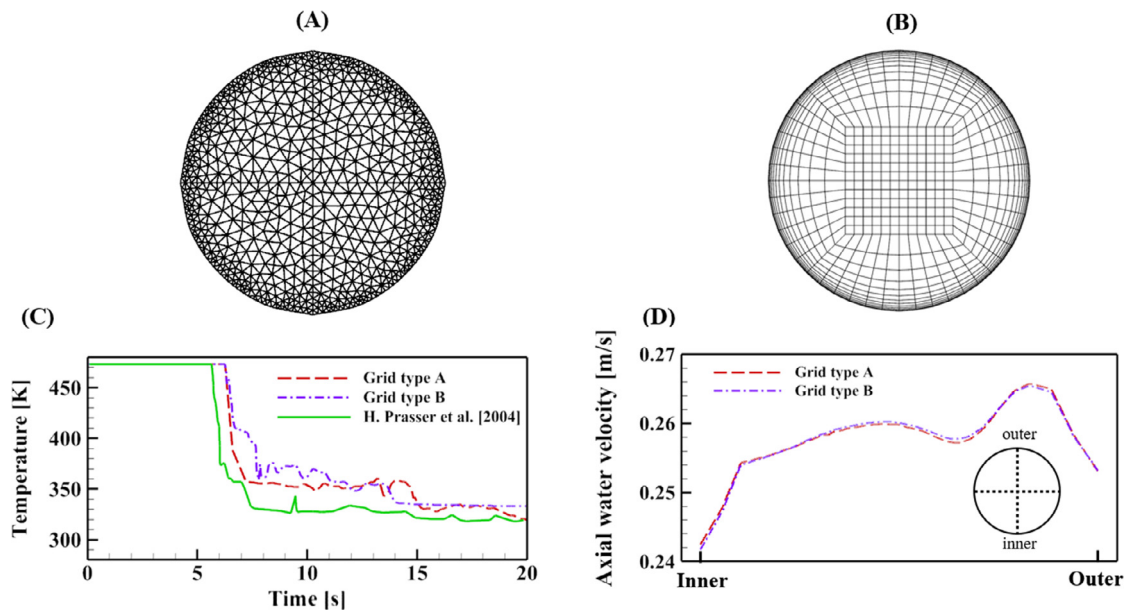 (A)
(B)
(C)
Temperature [K]
450
400
350
300
0
5
10
15
20
Time [s]
Grid type A
Grid type B
H. Prasser et al. [2004]
(D)
Axial water velocity [m/s]
0.27
0.26
0.25
0.24
Grid type A
Grid type B
outer
inner
Inner
Outer